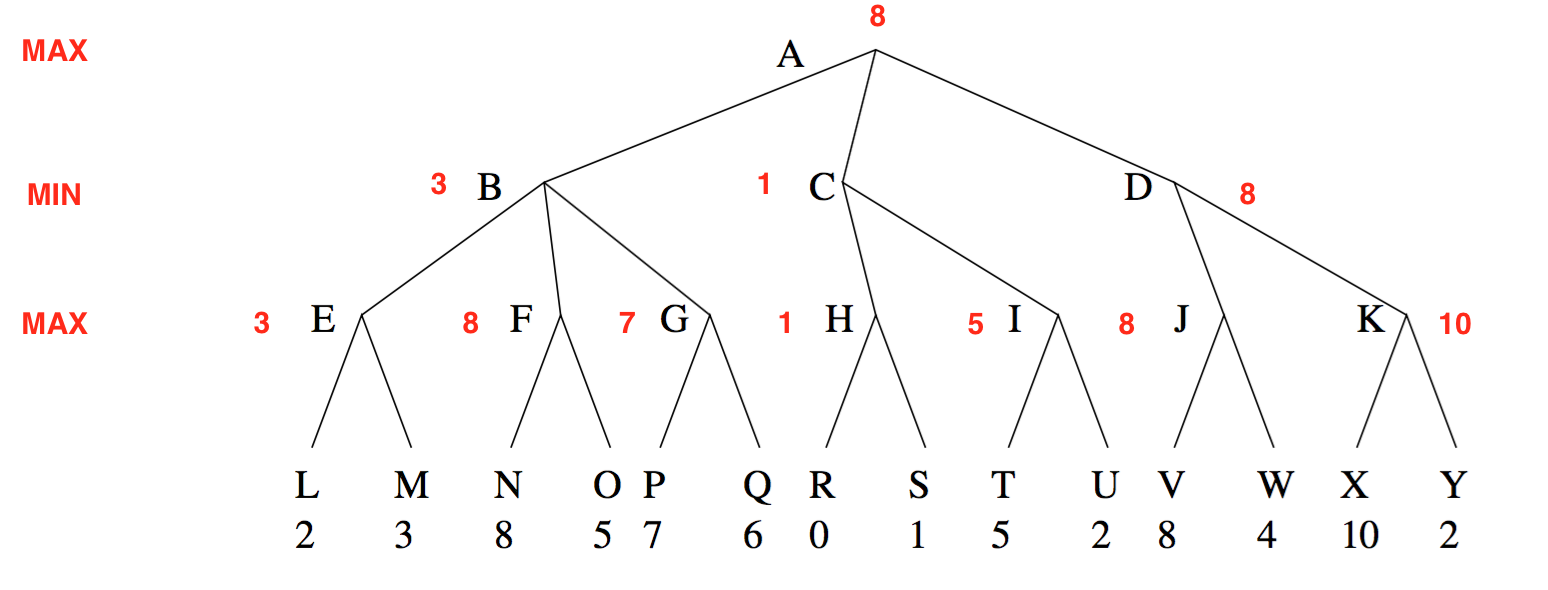 8
MAX A
MIN 3 B 1 C D 8
MAX 3 E 8 F 7 G 1 H 5 I 8 J K 10
L M N O P Q R S T U V W X Y
2 3 8 5 7 6 0 1 5 2 8 4 10 2